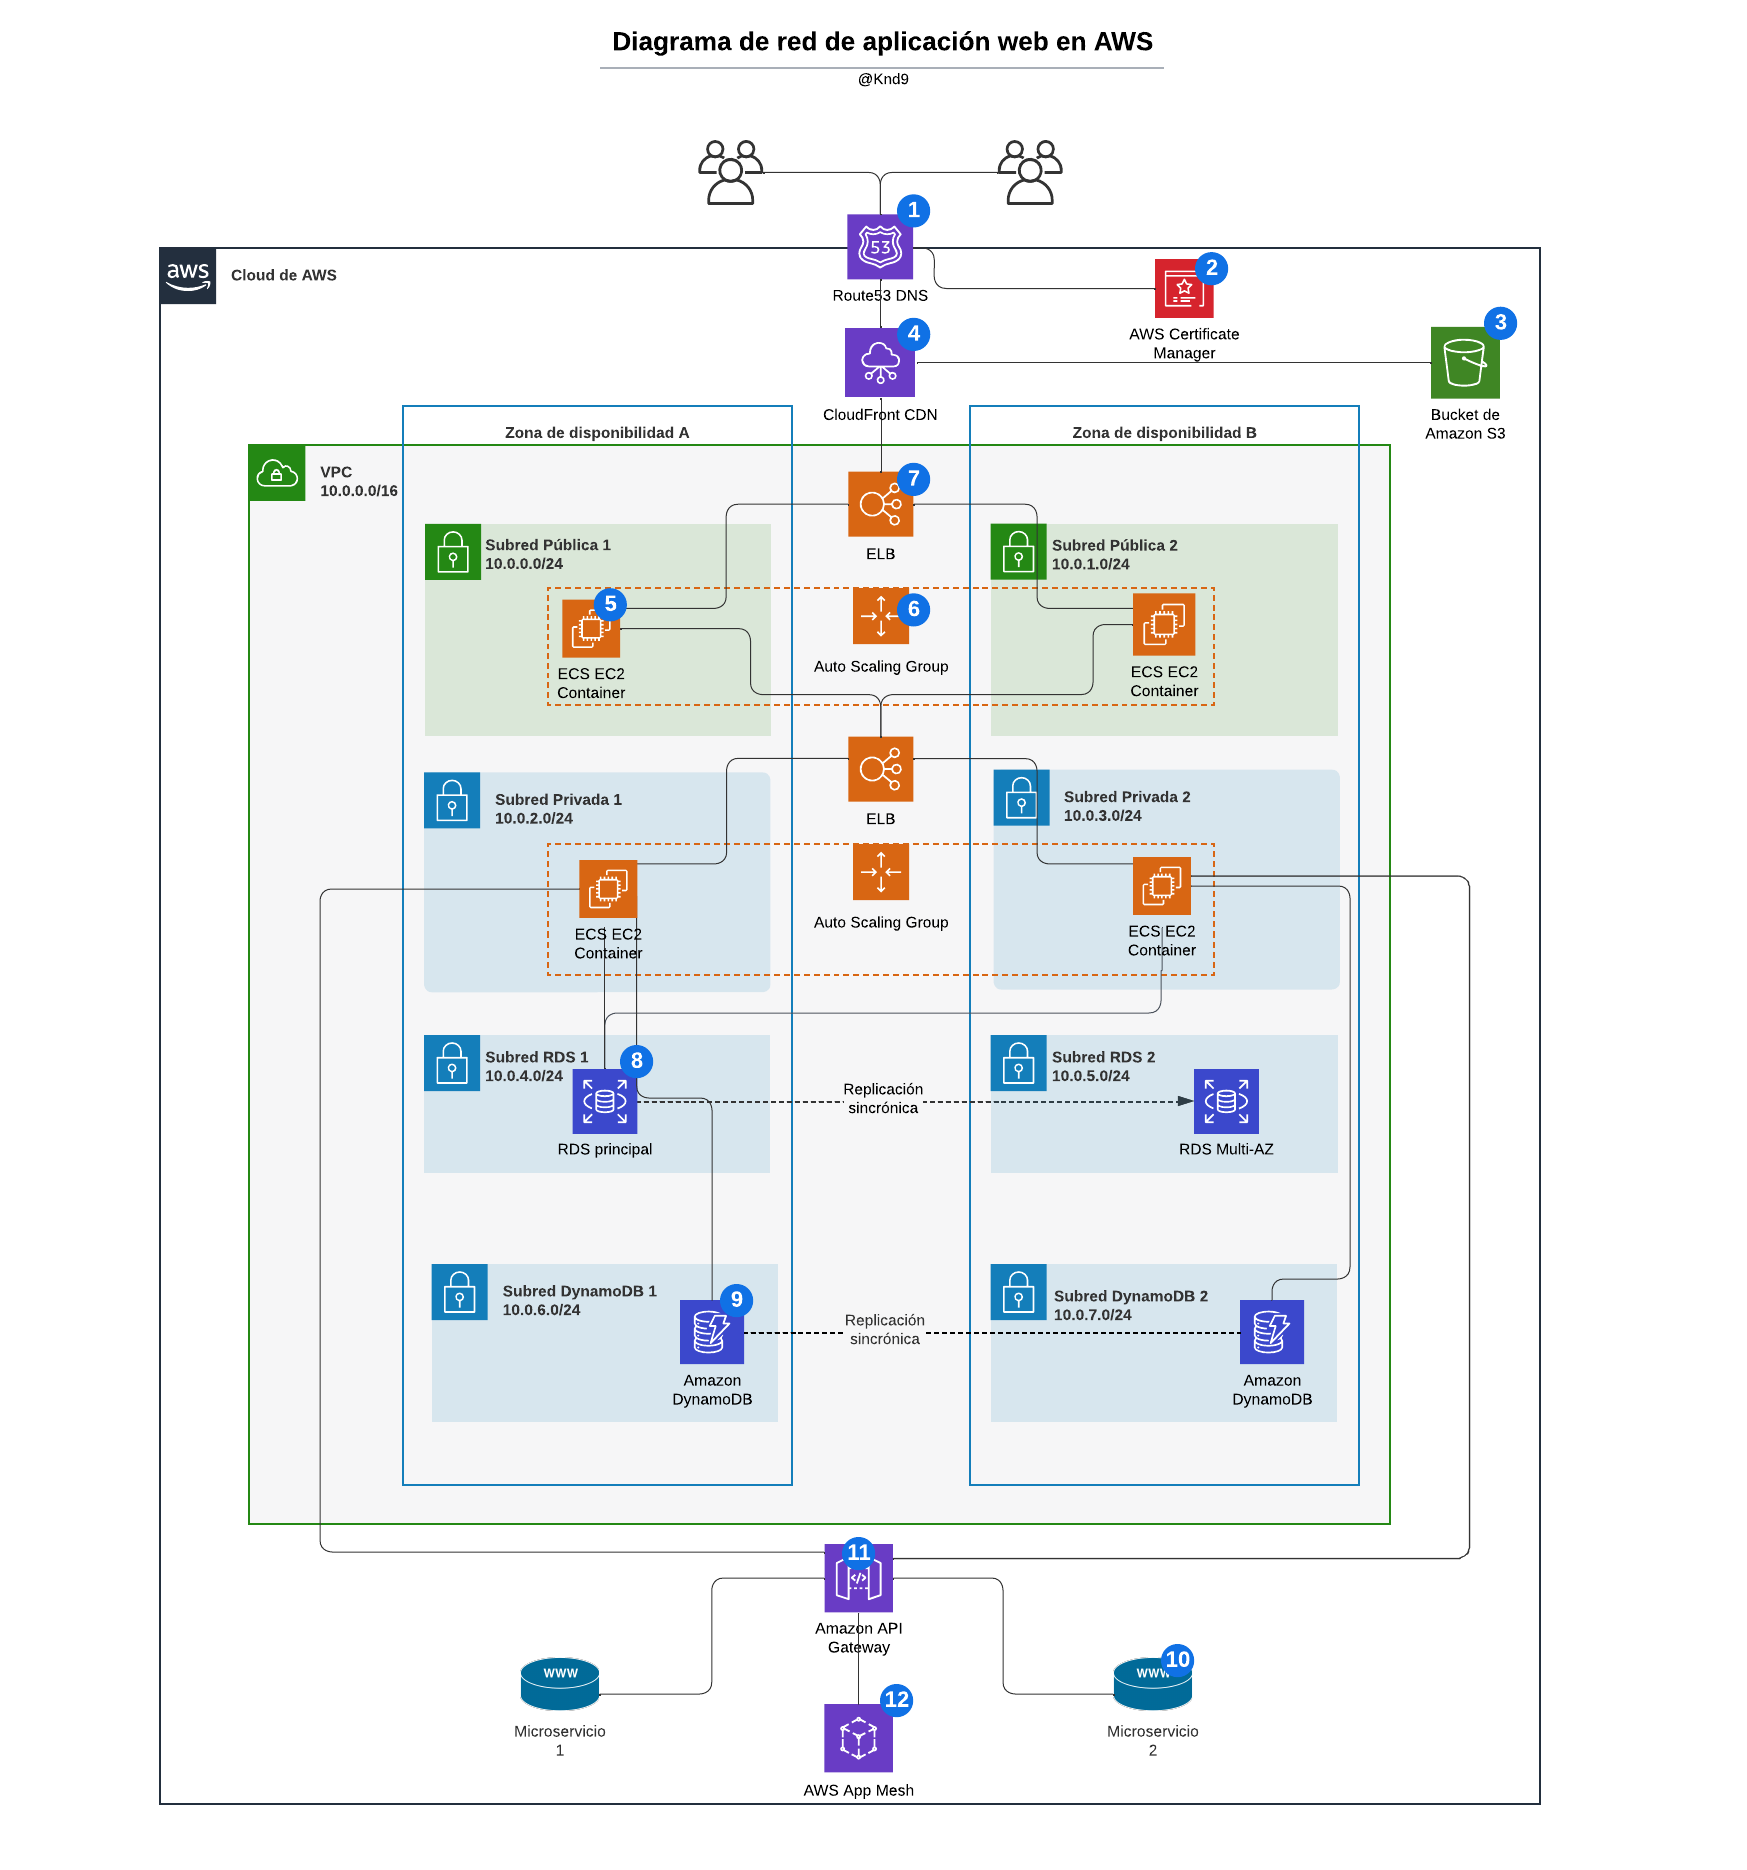 Diagrama de red de aplicación web en AWS
@Knd9
1
53
Route53 DNS
aws
Cloud de AWS
2
AWS Certificate
Manager
3
Bucket de
Amazon S3
4
CloudFront CDN
Zona de disponibilidad A
Zona de disponibilidad B
VPC
10.0.0.0/16
7
ELB
Subred Pública 1
10.0.0.0/24
Subred Pública 2
10.0.1.0/24
5
ECS EC2
Container
6
Auto Scaling Group
ECS EC2
Container
ELB
Subred Privada 1
10.0.2.0/24
Subred Privada 2
10.0.3.0/24
ECS EC2
Container
Auto Scaling Group
ECS EC2
Container
Subred RDS 1
10.0.4.0/24
8
RDS principal
Replicación
sincrónica
Subred RDS 2
10.0.5.0/24
RDS Multi-AZ
Subred DynamoDB 1
10.0.6.0/24
9
Amazon
DynamoDB
Replicación
sincrónica
Subred DynamoDB 2
10.0.7.0/24
Amazon
DynamoDB
11
</>
Amazon API
Gateway
www
Microservicio
1
10
www
Microservicio
2
12
AWS App Mesh